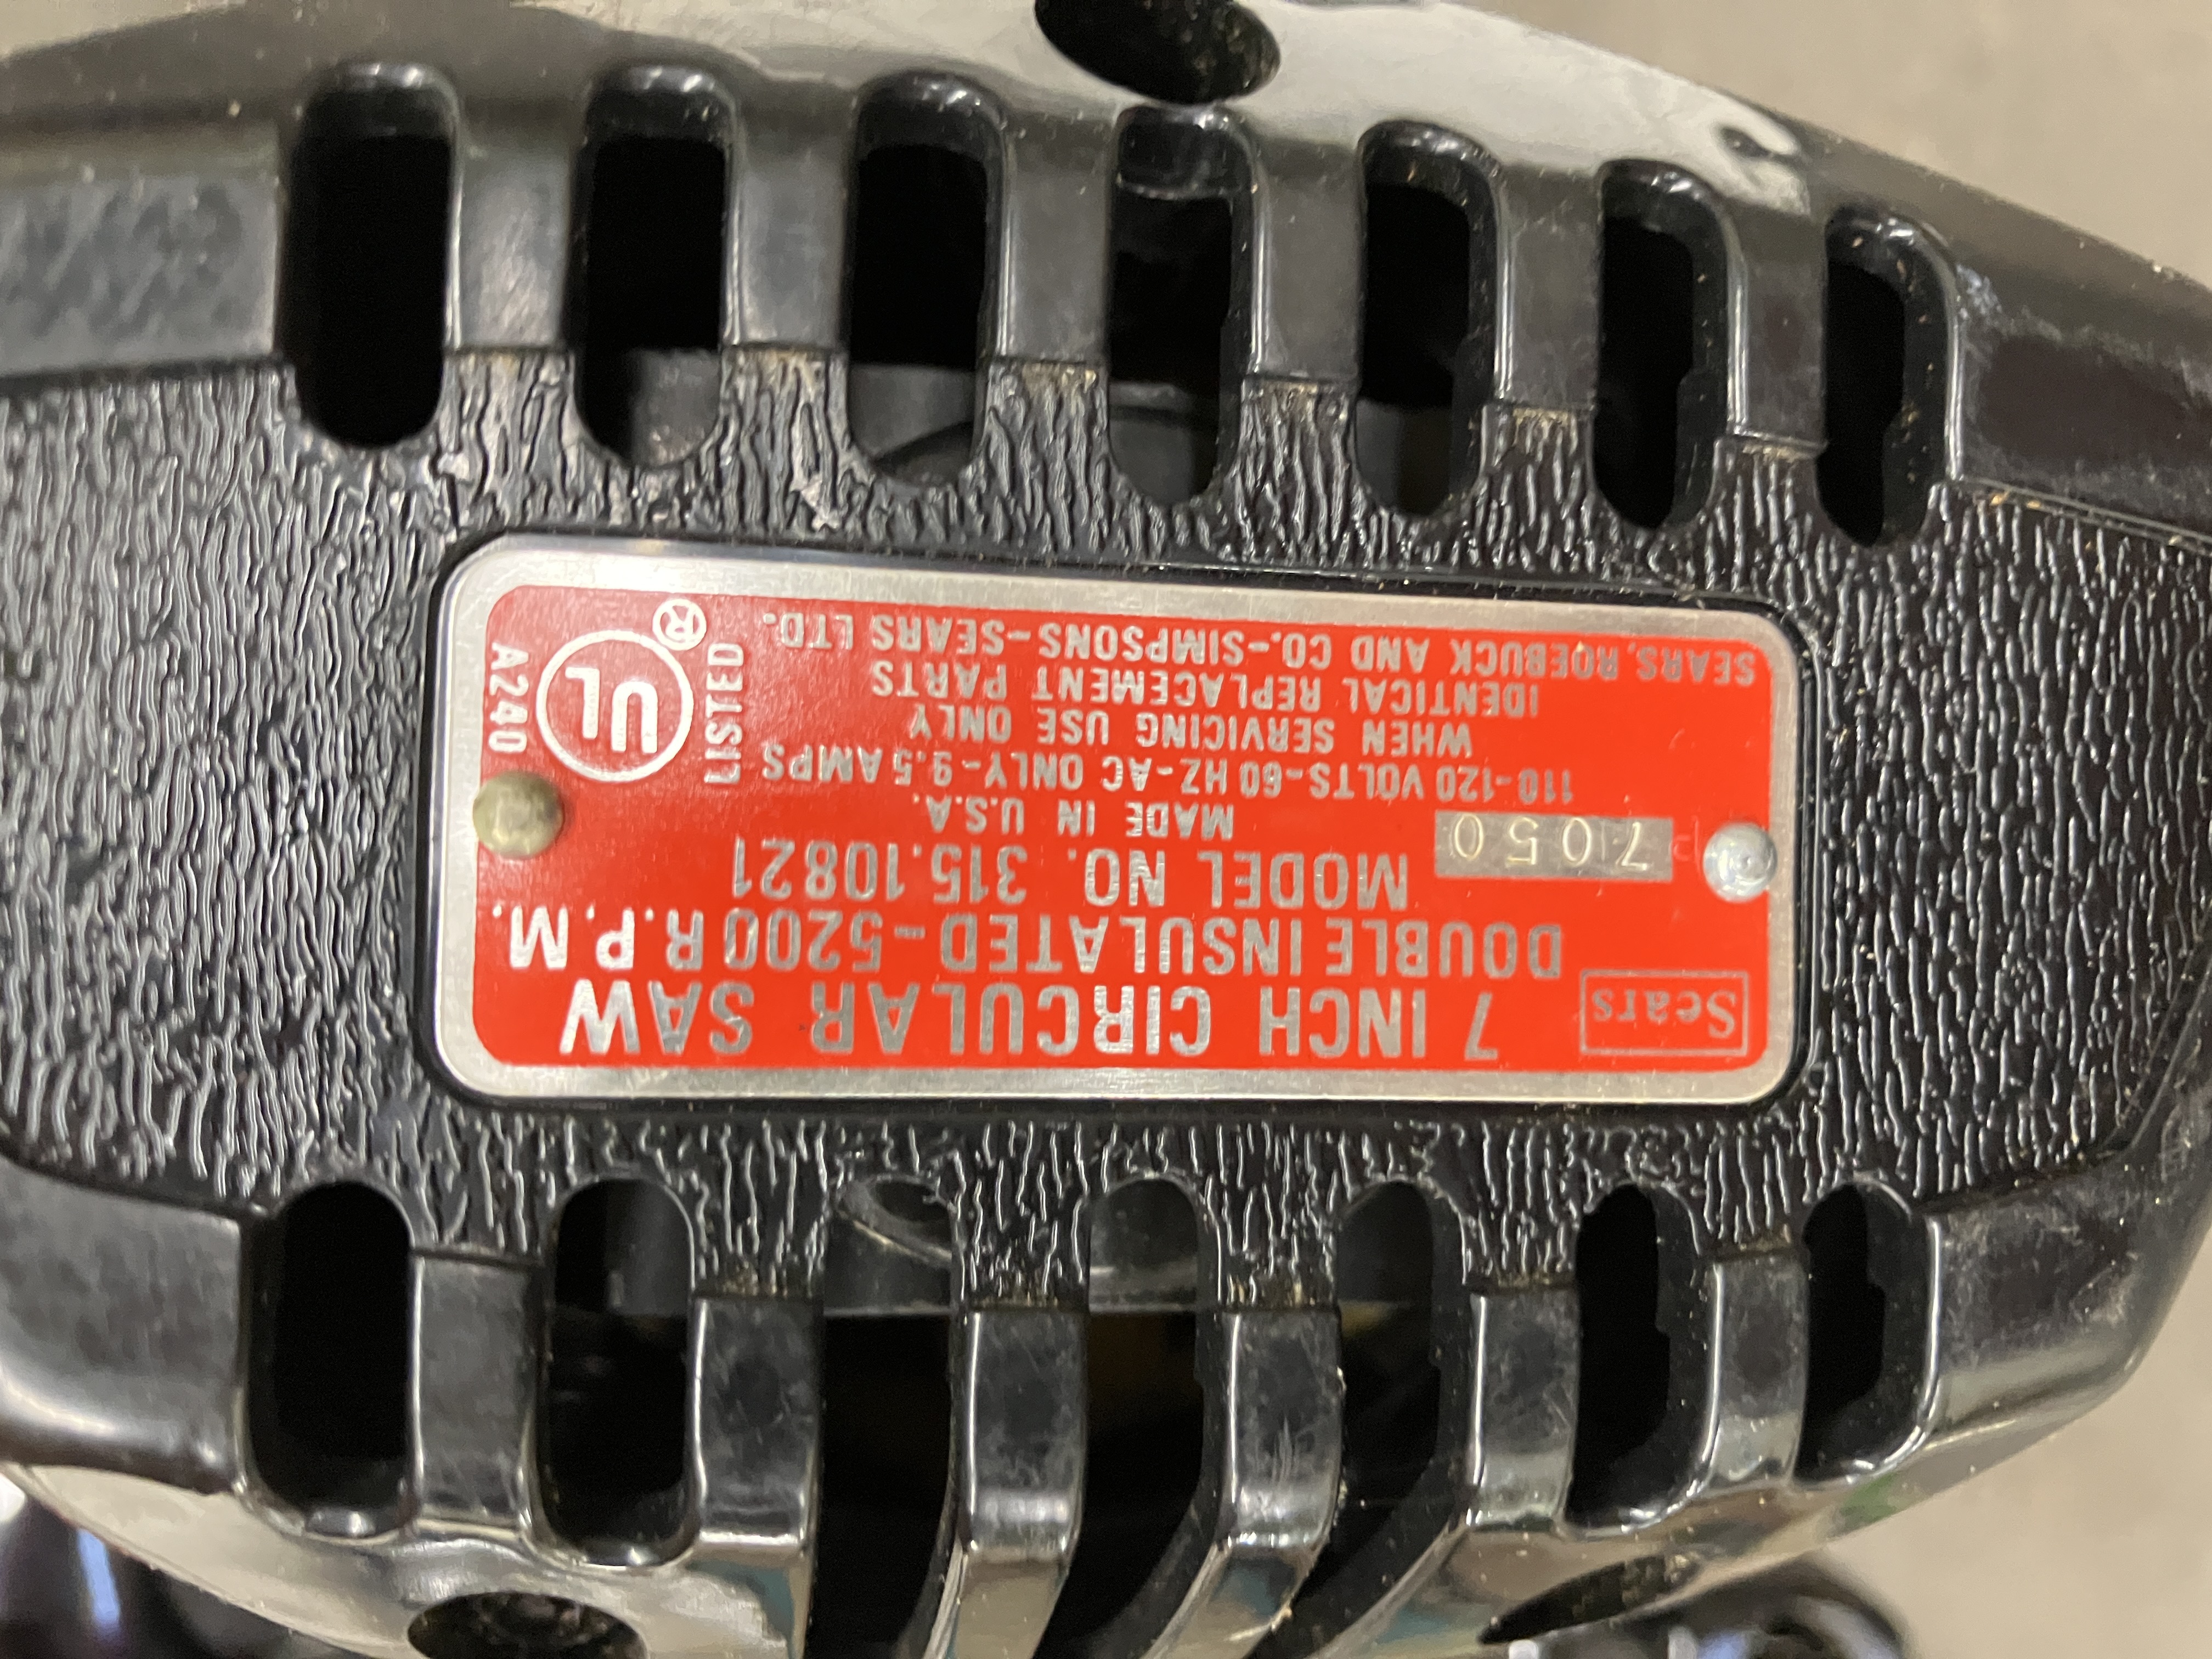 Sears
7 INCH CIRCULAR SAW
DOUBLE INSULATED-5200 R.P.M.
MODEL NO. 315.10821
7050
MADE IN U.S.A.
110-120 VOLTS-60 HZ-AC ONLY-9.5 AMPS
WHEN SERVICING USE ONLY
IDENTICAL REPLACEMENT PARTS
SEARS, ROEBUCK AND CO.-SIMPSONS-SEARS LTD.
LISTED
UL®
A240